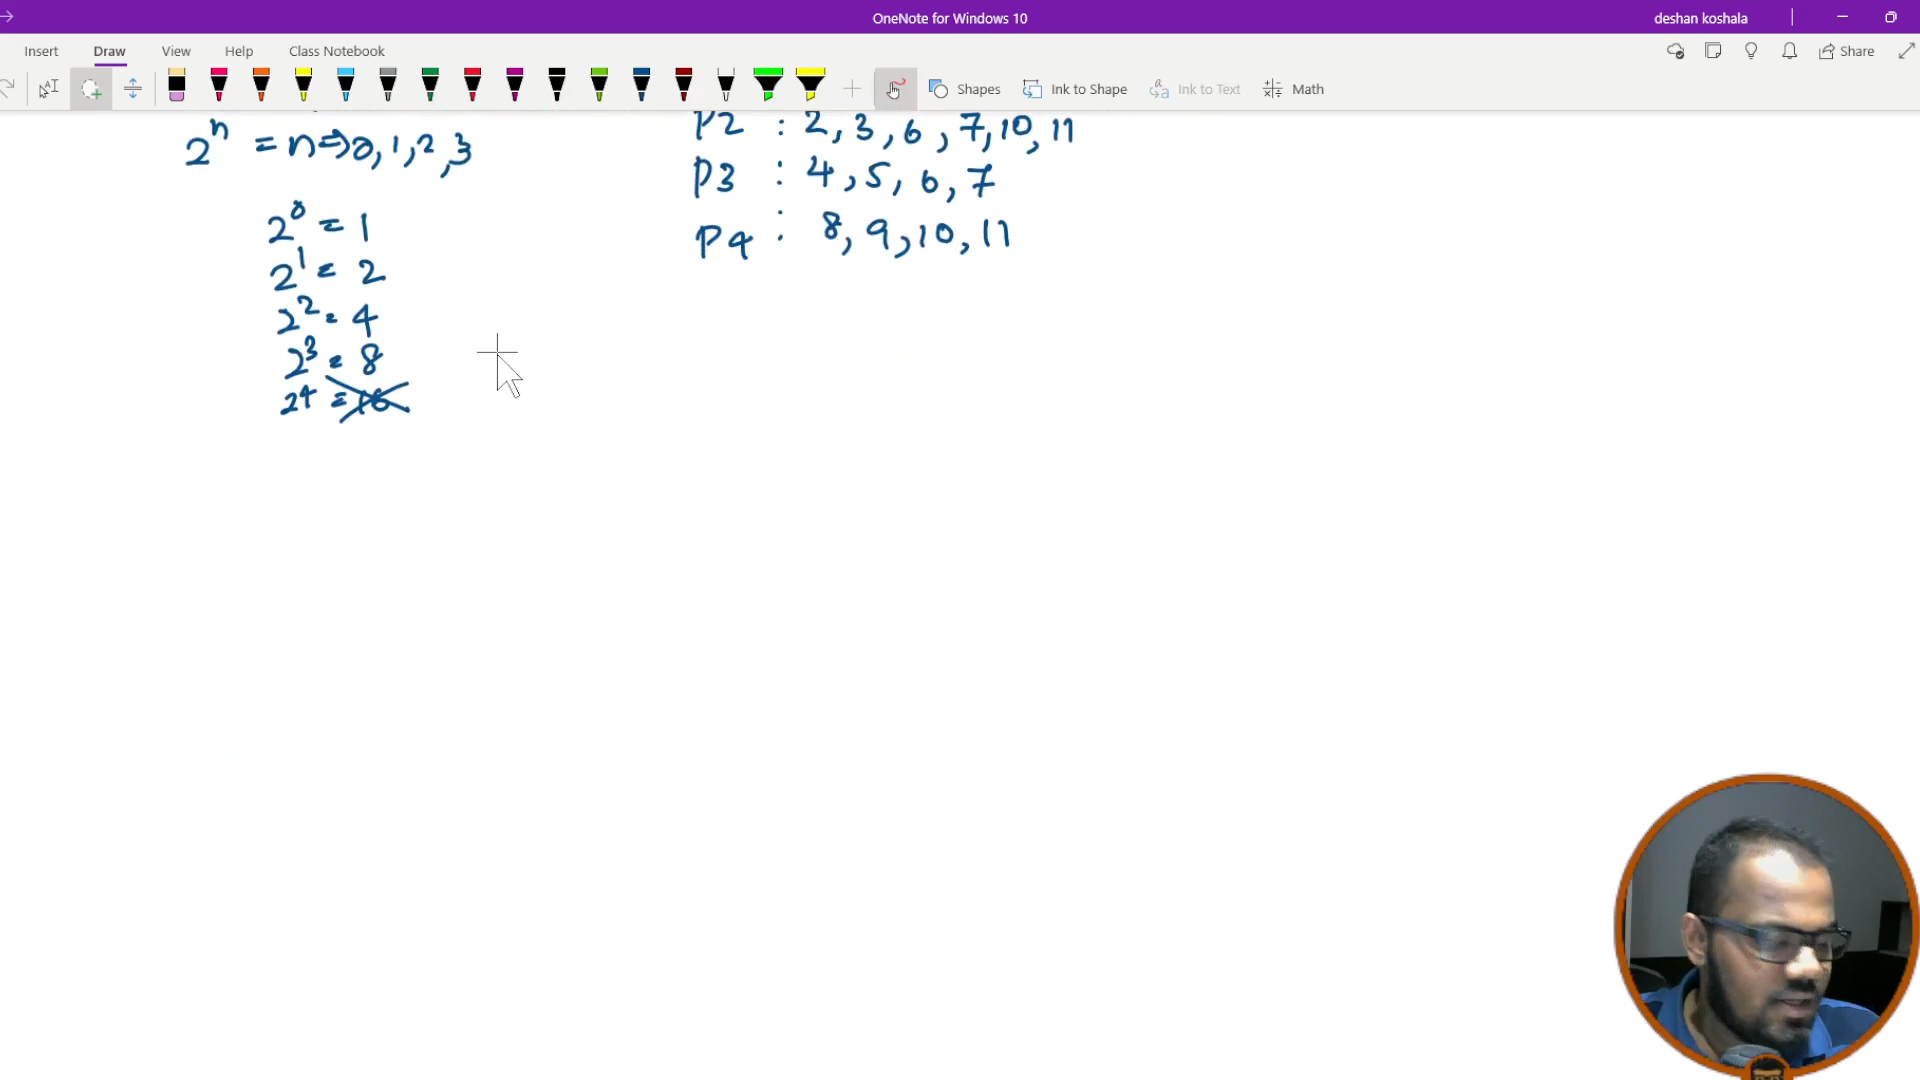 OneNote for Windows 10
deshan koshala
Insert
Draw
View
Help
Class Notebook
Share
Shapes
Ink to Shape
Ink to Text
Math
2ⁿ = n⇒0,1,2,3
2⁰ = 1
2¹ = 2
2² = 4
2³ = 8
2⁴ = 16
P2 : 2, 3, 6, 7, 10, 11
P3 : 4, 5, 6, 7
P4 : 8, 9, 10, 11